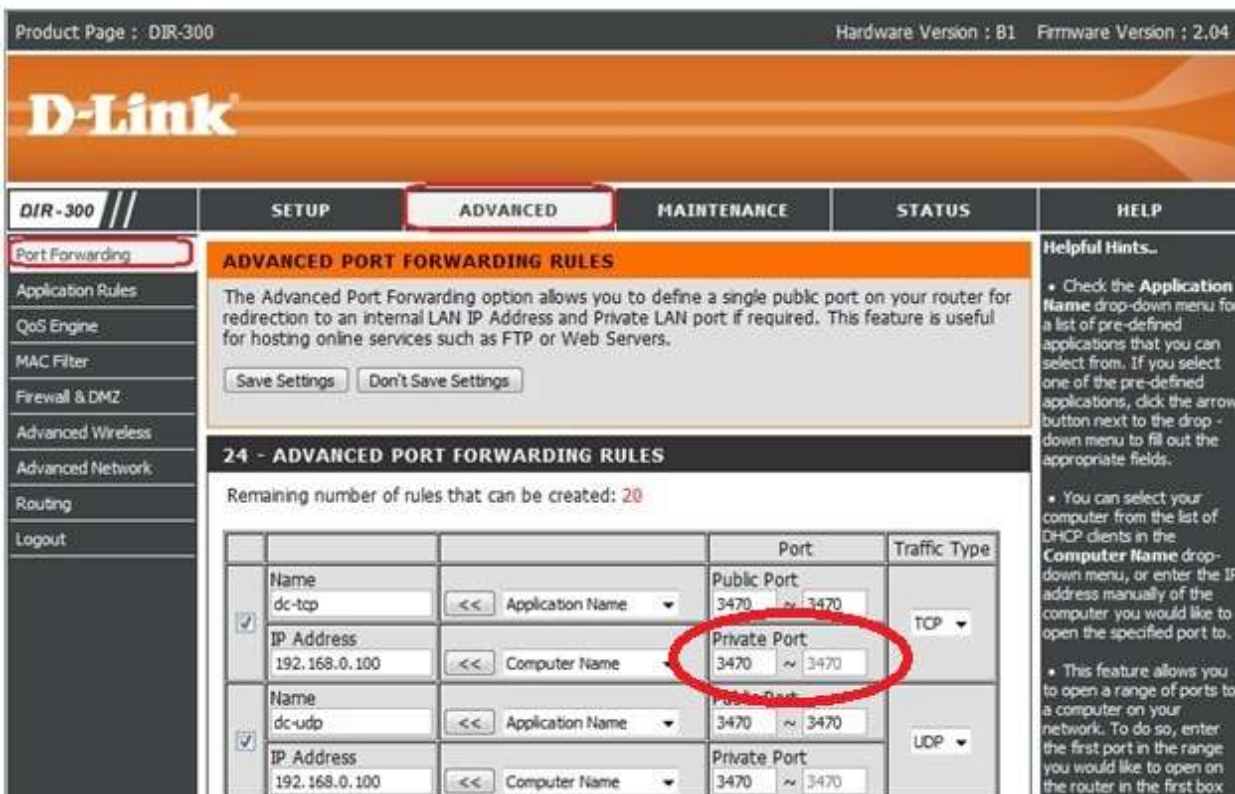 Product Page : DIR-300
Hardware Version : B1 Firmware Version : 2.04
D-Link
DIR-300
SETUP
ADVANCED
MAINTENANCE
STATUS
HELP
Port Forwarding
Application Rules
QoS Engine
MAC Filter
Firewall & DMZ
Advanced Wireless
Advanced Network
Routing
Logout
ADVANCED PORT FORWARDING RULES
The Advanced Port Forwarding option allows you to define a single public port on your router for
redirection to an internal LAN IP Address and Private LAN port if required. This feature is useful
for hosting online services such as FTP or Web Servers.
Save Settings Don't Save Settings
24 - ADVANCED PORT FORWARDING RULES
Remaining number of rules that can be created: 20
Port Traffic Type
Name Public Port
dc-tcp << Application Name 3470 ~ 3470
TCP
IP Address Private Port
192.168.0.100 << Computer Name 3470 ~ 3470
Name Public Port
dc-udp << Application Name 3470 ~ 3470
UDP
IP Address Private Port
192.168.0.100 << Computer Name 3470 ~ 3470
Helpful Hints..
• Check the Application
Name drop-down menu for
a list of pre-defined
applications that you can
select from. If you select
one of the pre-defined
applications, click the arrow
button next to the drop -
down menu to fill out the
appropriate fields.
• You can select your
computer from the list of
DHCP clients in the
Computer Name drop-
down menu, or enter the IP
address manually of the
computer you would like to
open the specified port to.
• This feature allows you
to open a range of ports to
a computer on your
network. To do so, enter
the first port in the range
you would like to open on
the router in the first box